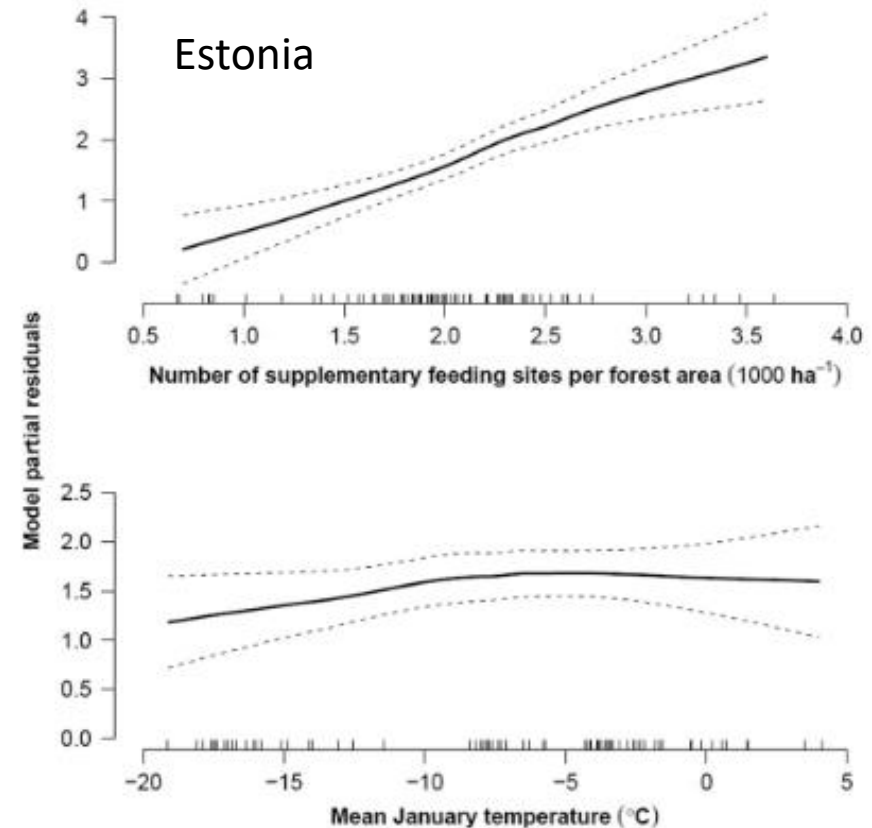 Estonia
4
3
2
1
0
0.5 1.0 1.5 2.0 2.5 3.0 3.5 4.0
Number of supplementary feeding sites per forest area (1000 ha⁻¹)
Model partial residuals
2.5
2.0
1.5
1.0
0.5
0.0
−20 −15 −10 −5 0 5
Mean January temperature (°C)